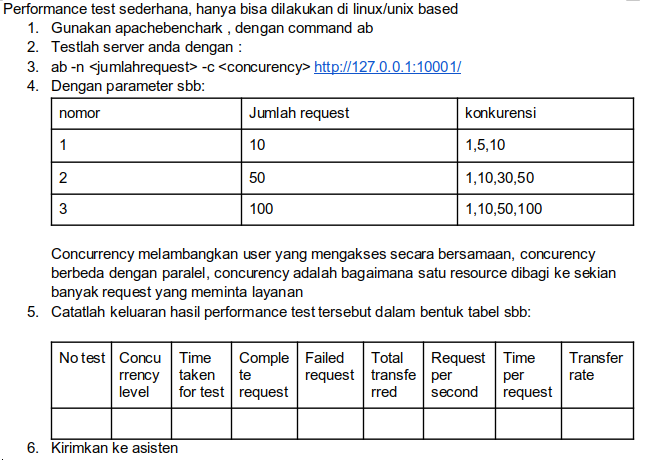 Performance test sederhana, hanya bisa dilakukan di linux/unix based
1. Gunakan apachebenchark , dengan command ab
2. Testlah server anda dengan :
3. ab -n <jumlahrequest> -c <concurency> http://127.0.0.1:10001/
4. Dengan parameter sbb:
nomor Jumlah request konkurensi
1 10 1,5,10
2 50 1,10,30,50
3 100 1,10,50,100
Concurrency melambangkan user yang mengakses secara bersamaan, concurency
berbeda dengan paralel, concurency adalah bagaimana satu resource dibagi ke sekian
banyak request yang meminta layanan
5. Catatlah keluaran hasil performance test tersebut dalam bentuk tabel sbb:
No test Concu Time Comple Failed Total Request Time Transfer
rrency taken te request transfe per per rate
level for test request rred second request
6. Kirimkan ke asisten